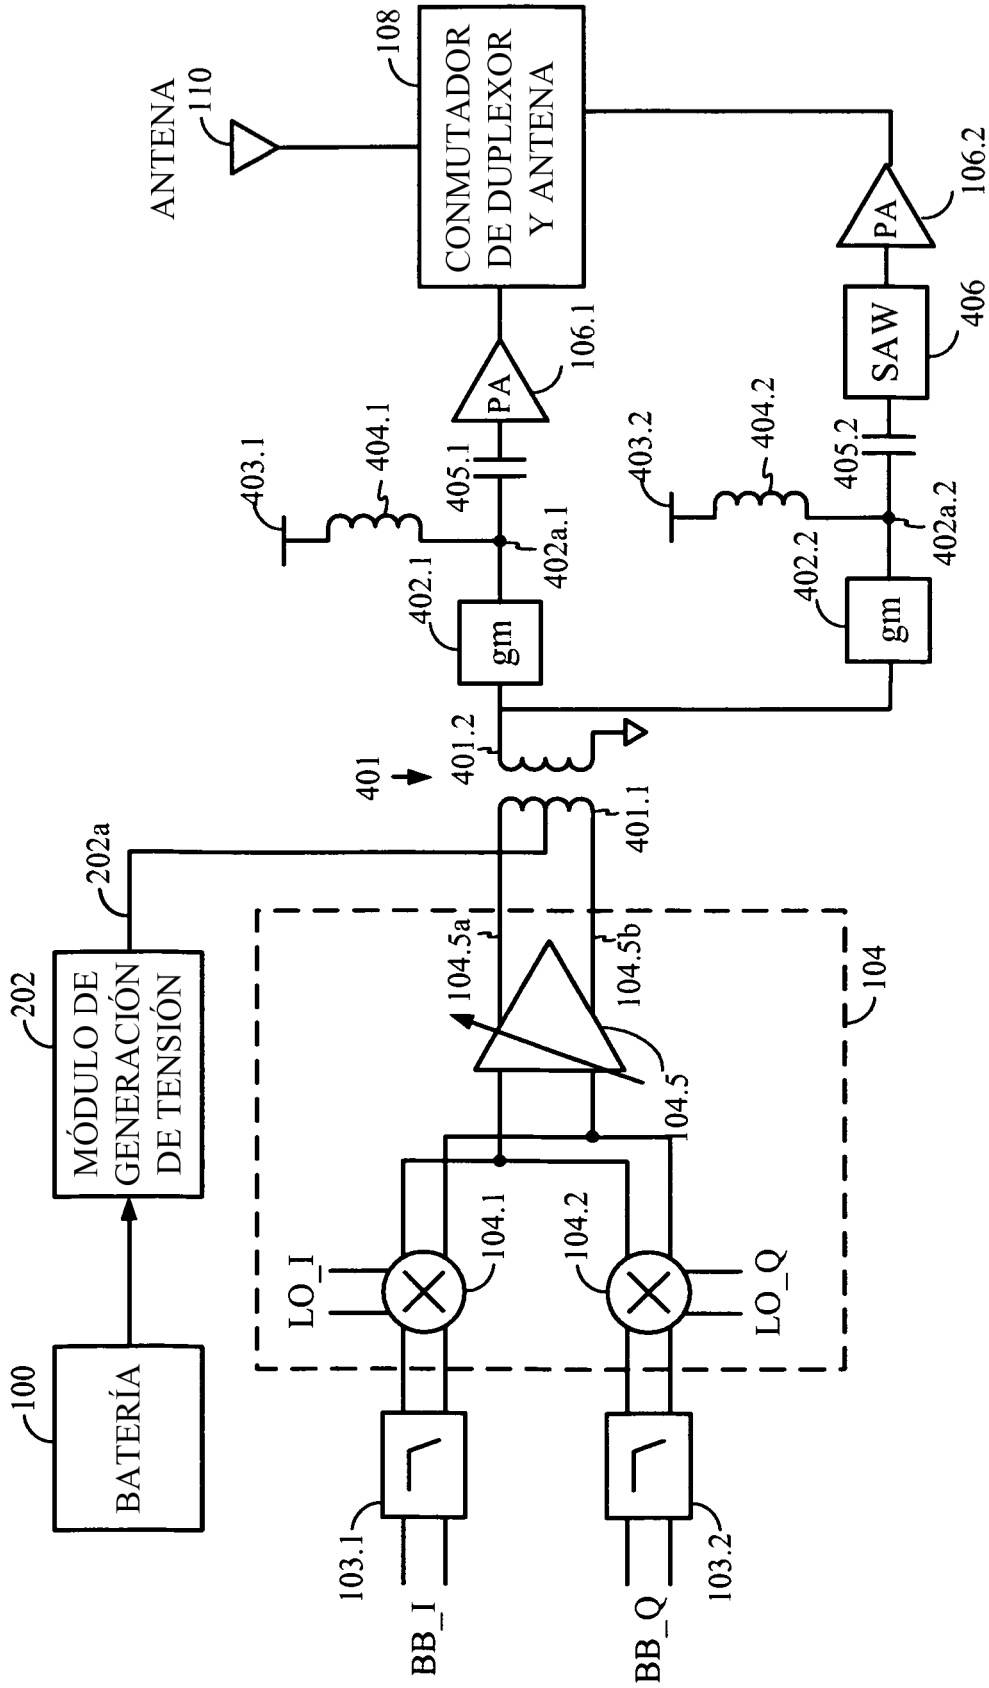 100
BATERÍA
202
MÓDULO DE
GENERACIÓN
DE TENSIÓN
202a
ANTENA
110
108
CONMUTADOR
DE DUPLEXOR
Y ANTENA
BB_I
103.1
LO_I
104.1
104.5a
104.5b
104.5
104
401
401.2
401.1
402.1
gm
402a.1
403.1
404.1
405.1
PA
106.1
BB_Q
103.2
104.2
LO_Q
402.2
gm
402a.2
403.2
404.2
405.2
SAW
406
PA
106.2